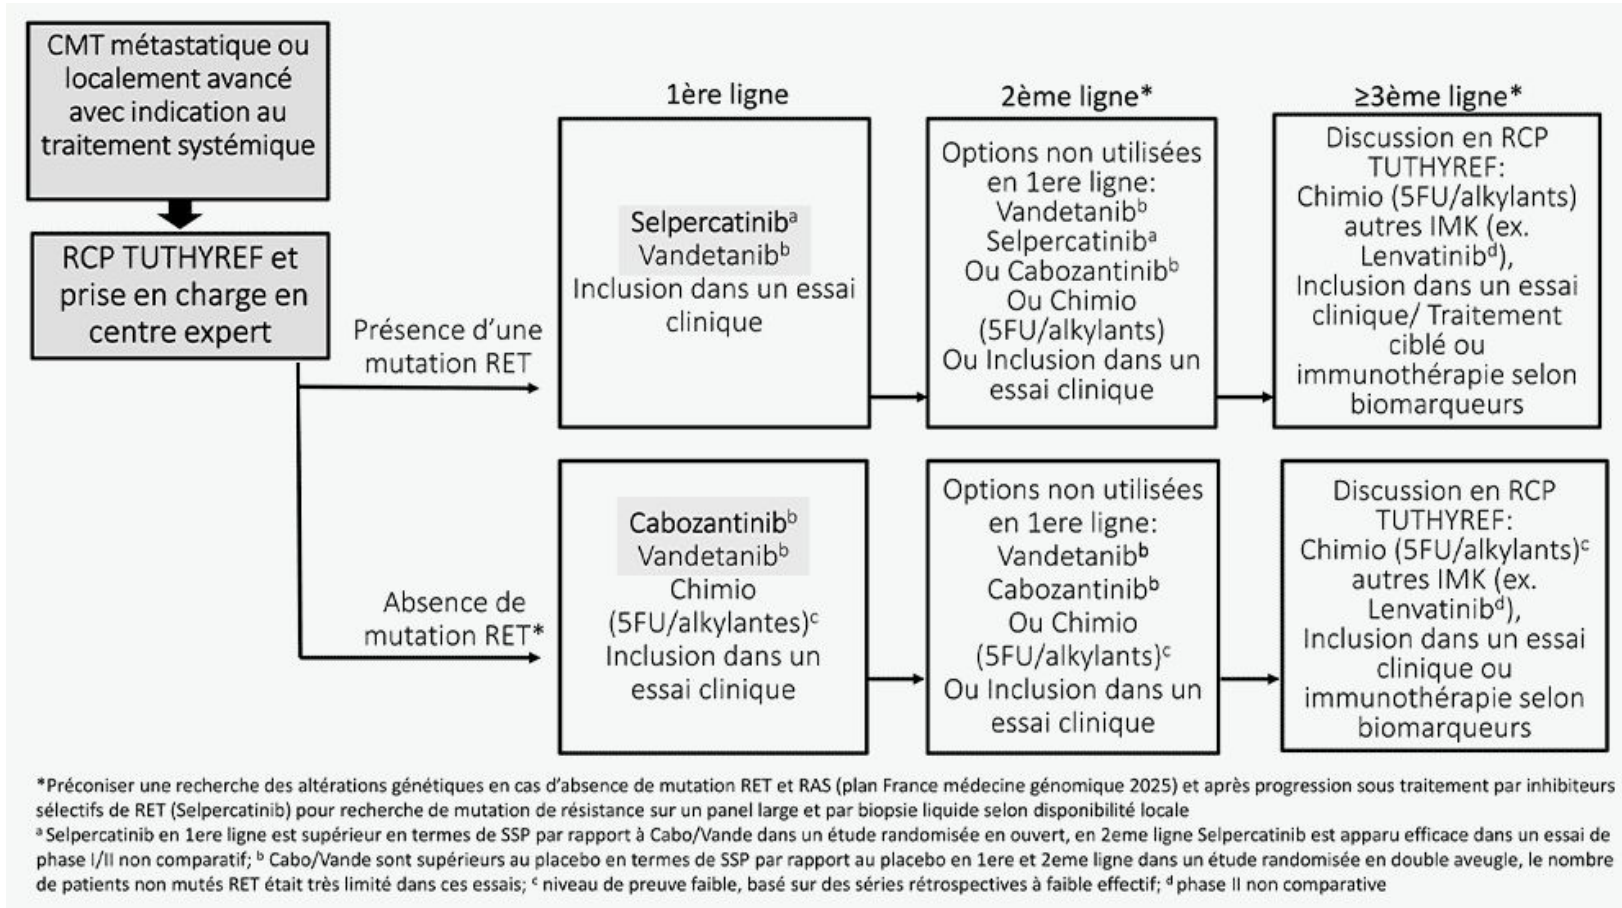 CMT métastatique ou
localement avancé
avec indication au
traitement systémique
RCP TUTHYREF et
prise en charge en
centre expert
Présence d’une
mutation RET
Absence de
mutation RET*
1ère ligne
2ème ligne*
≥3ème ligne*
Selpercatinibᵃ
Vandetanibᵇ
Inclusion dans un essai
clinique
Options non utilisées
en 1ere ligne:
Vandetanibᵇ
Selpercatinibᵃ
Ou Cabozantinibᵇ
Ou Chimio
(5FU/alkylants)
Ou Inclusion dans un
essai clinique
Discussion en RCP
TUTHYREF:
Chimio (5FU/alkylants)
autres IMK (ex.
Lenvatinibᵈ),
Inclusion dans un essai
clinique/ Traitement
ciblé ou
immunothérapie selon
biomarqueurs
Cabozantinibᵇ
Vandetanibᵇ
Chimio
(5FU/alkylantes)ᶜ
Inclusion dans un
essai clinique
Options non utilisées
en 1ere ligne:
Vandetanibᵇ
Cabozantinibᵇ
Ou Chimio
(5FU/alkylants)ᶜ
Ou Inclusion dans un
essai clinique
Discussion en RCP
TUTHYREF:
Chimio (5FU/alkylants)ᶜ
autres IMK (ex.
Lenvatinibᵈ),
Inclusion dans un essai
clinique ou
immunothérapie selon
biomarqueurs
*Préconiser une recherche des altérations génétiques en cas d’absence de mutation RET et RAS (plan France médecine génomique 2025) et après progression sous traitement par inhibiteurs
sélectifs de RET (Selpercatinib) pour recherche de mutation de résistance sur un panel large et par biopsie liquide selon disponibilité locale
ᵃ Selpercatinib en 1ere ligne est supérieur en termes de SSP par rapport à Cabo/Vande dans un étude randomisée en ouvert, en 2eme ligne Selpercatinib est apparu efficace dans un essai de
phase I/II non comparatif; ᵇ Cabo/Vande sont supérieurs au placebo en termes de SSP par rapport au placebo en 1ere et 2eme ligne dans un étude randomisée en double aveugle, le nombre
de patients non mutés RET était très limité dans ces essais; ᶜ niveau de preuve faible, basé sur des séries rétrospectives à faible effectif; ᵈ phase II non comparative